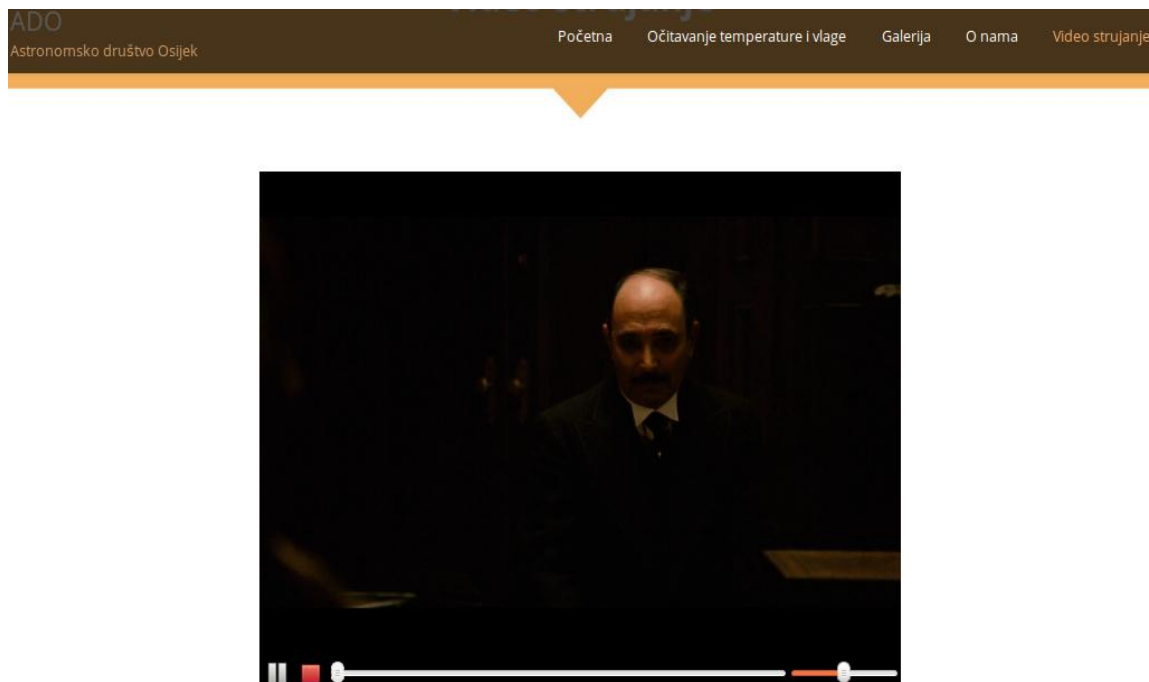 ADO
Astronomsko društvo Osijek
Početna Očitavanje temperature i vlage Galerija O nama Video strujanje